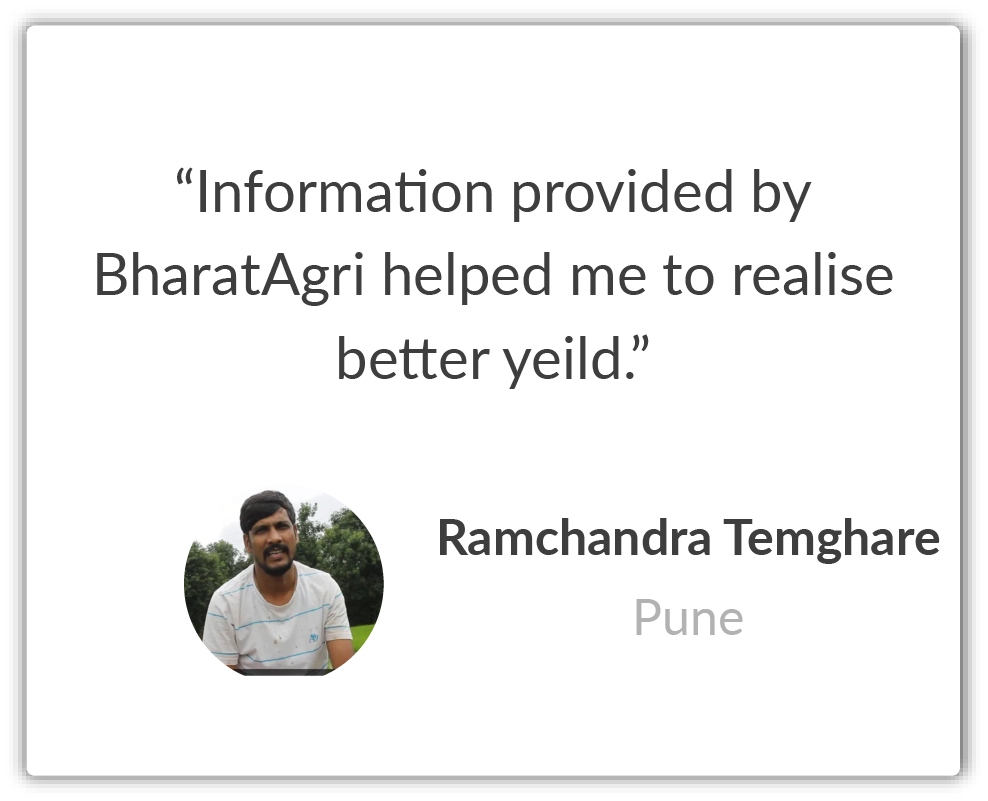 “Information provided by
BharatAgri helped me to realise
better yeild.”
Ramchandra Temghare
Pune